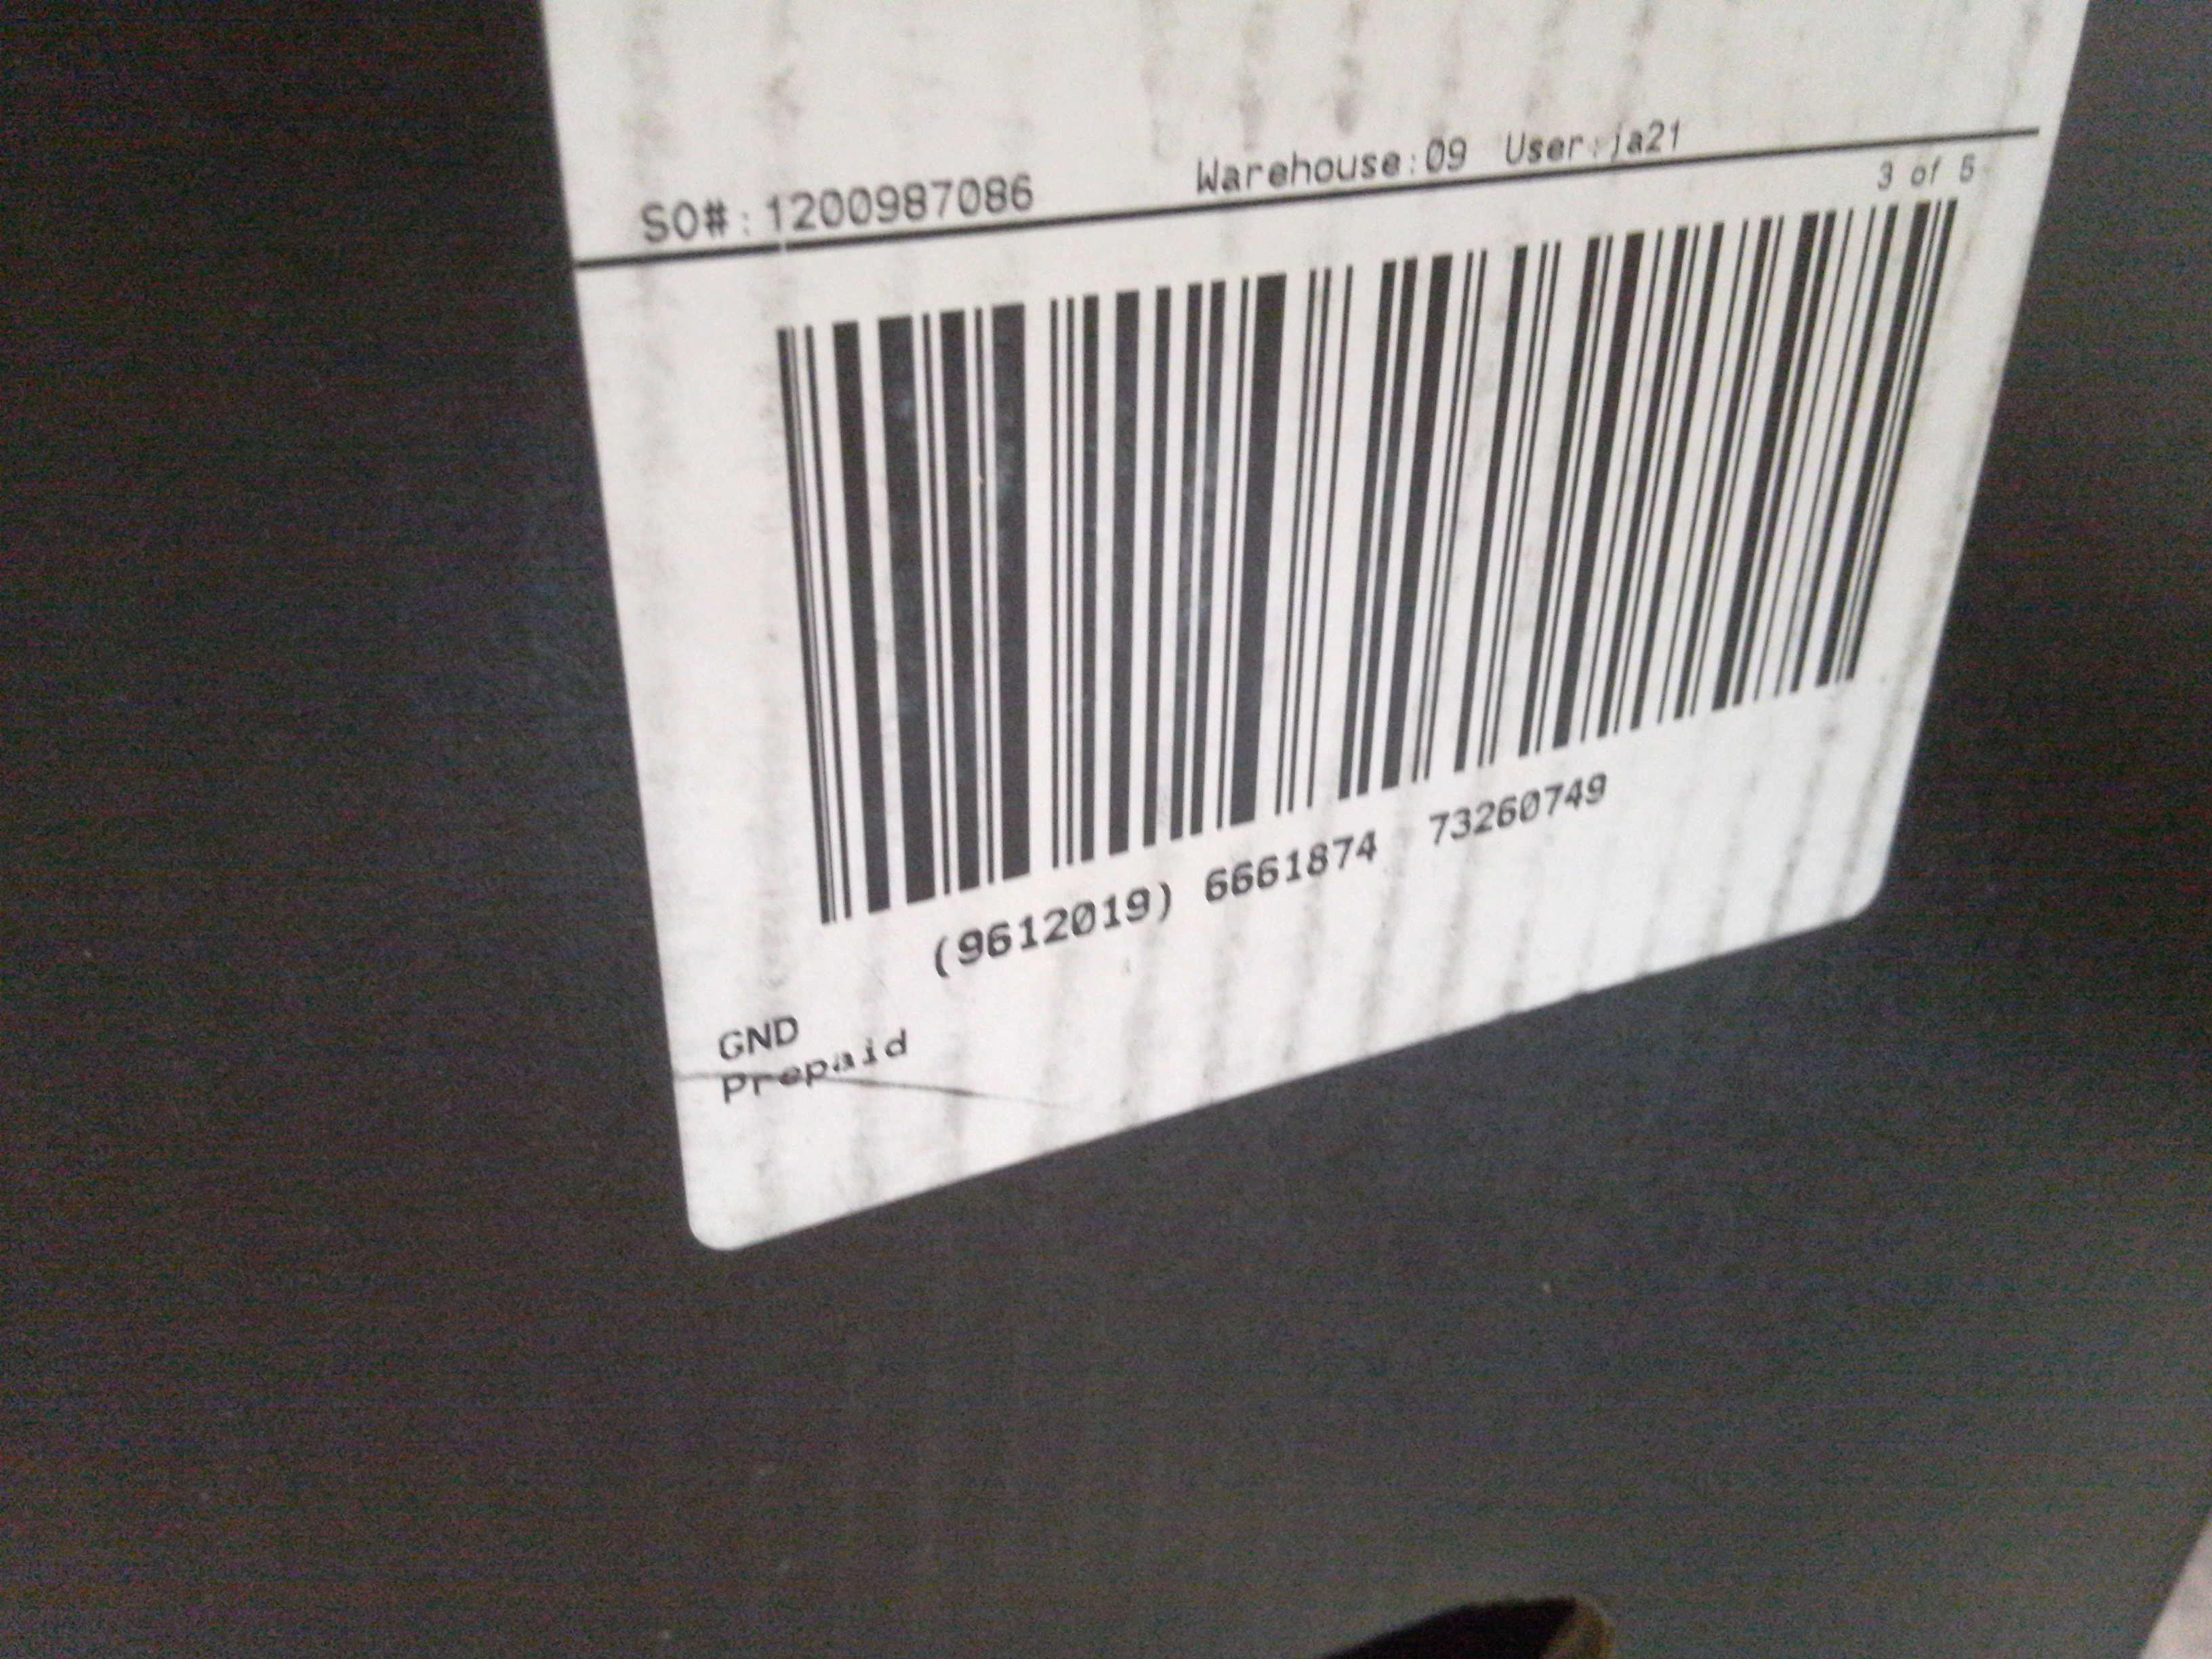 SO#:1200987086 Warehouse:09 User:ja21
3 of 5
(9612019) 6661874 73260749
GND
Prepaid